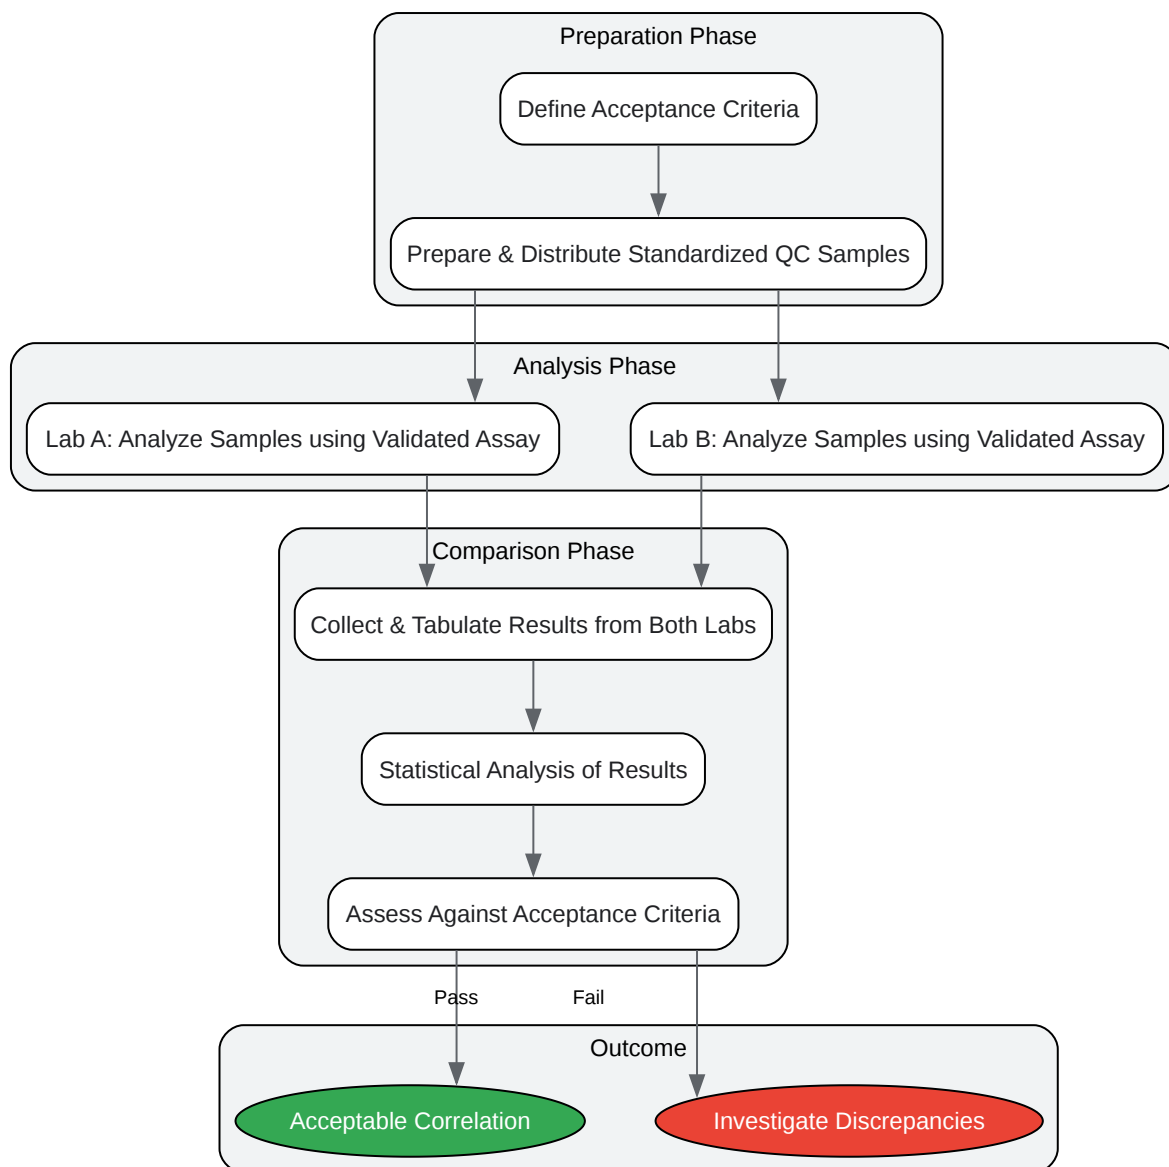 Preparation Phase
Define Acceptance Criteria
Prepare & Distribute Standardized QC Samples
Analysis Phase
Lab A: Analyze Samples using Validated Assay
Lab B: Analyze Samples using Validated Assay
Comparison Phase
Collect & Tabulate Results from Both Labs
Statistical Analysis of Results
Assess Against Acceptance Criteria
Pass
Fail
Outcome
Acceptable Correlation
Investigate Discrepancies